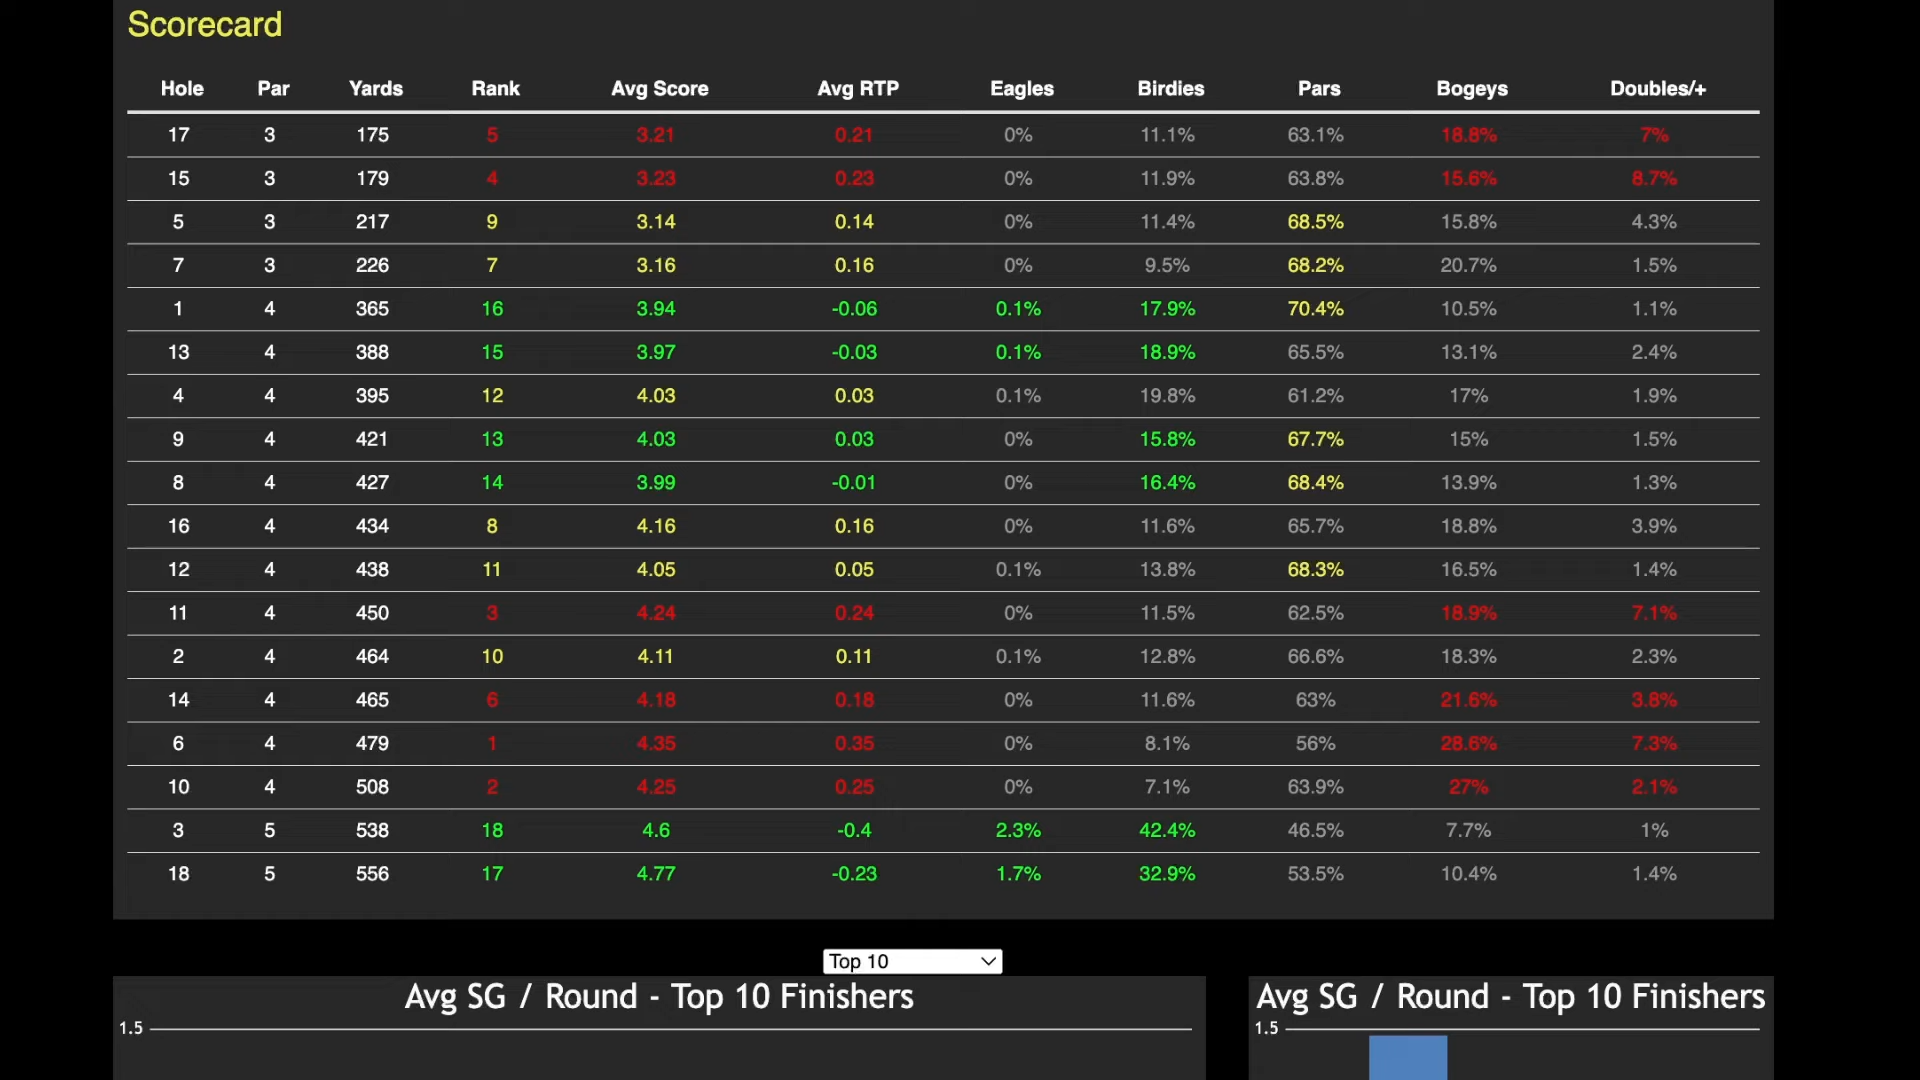 Scorecard
Hole Par Yards Rank Avg Score Avg RTP Eagles Birdies Pars Bogeys Doubles/+
17 3 175 5 3.21 0.21 0% 11.1% 63.1% 18.8% 7%
15 3 179 4 3.23 0.23 0% 11.9% 63.8% 15.6% 8.7%
5 3 217 9 3.14 0.14 0% 11.4% 68.5% 15.8% 4.3%
7 3 226 7 3.16 0.16 0% 9.5% 68.2% 20.7% 1.5%
1 4 365 16 3.94 -0.06 0.1% 17.9% 70.4% 10.5% 1.1%
13 4 388 15 3.97 -0.03 0.1% 18.9% 65.5% 13.1% 2.4%
4 4 395 12 4.03 0.03 0.1% 19.8% 61.2% 17% 1.9%
9 4 421 13 4.03 0.03 0% 15.8% 67.7% 15% 1.5%
8 4 427 14 3.99 -0.01 0% 16.4% 68.4% 13.9% 1.3%
16 4 434 8 4.16 0.16 0% 11.6% 65.7% 18.8% 3.9%
12 4 438 11 4.05 0.05 0.1% 13.8% 68.3% 16.5% 1.4%
11 4 450 3 4.24 0.24 0% 11.5% 62.5% 18.9% 7.1%
2 4 464 10 4.11 0.11 0.1% 12.8% 66.6% 18.3% 2.3%
14 4 465 6 4.18 0.18 0% 11.6% 63% 21.6% 3.8%
6 4 479 1 4.35 0.35 0% 8.1% 56% 28.6% 7.3%
10 4 508 2 4.25 0.25 0% 7.1% 63.9% 27% 2.1%
3 5 538 18 4.6 -0.4 2.3% 42.4% 46.5% 7.7% 1%
18 5 556 17 4.77 -0.23 1.7% 32.9% 53.5% 10.4% 1.4%
Top 10
Avg SG / Round - Top 10 Finishers
1.5
Avg SG / Round - Top 10 Finishers
1.5